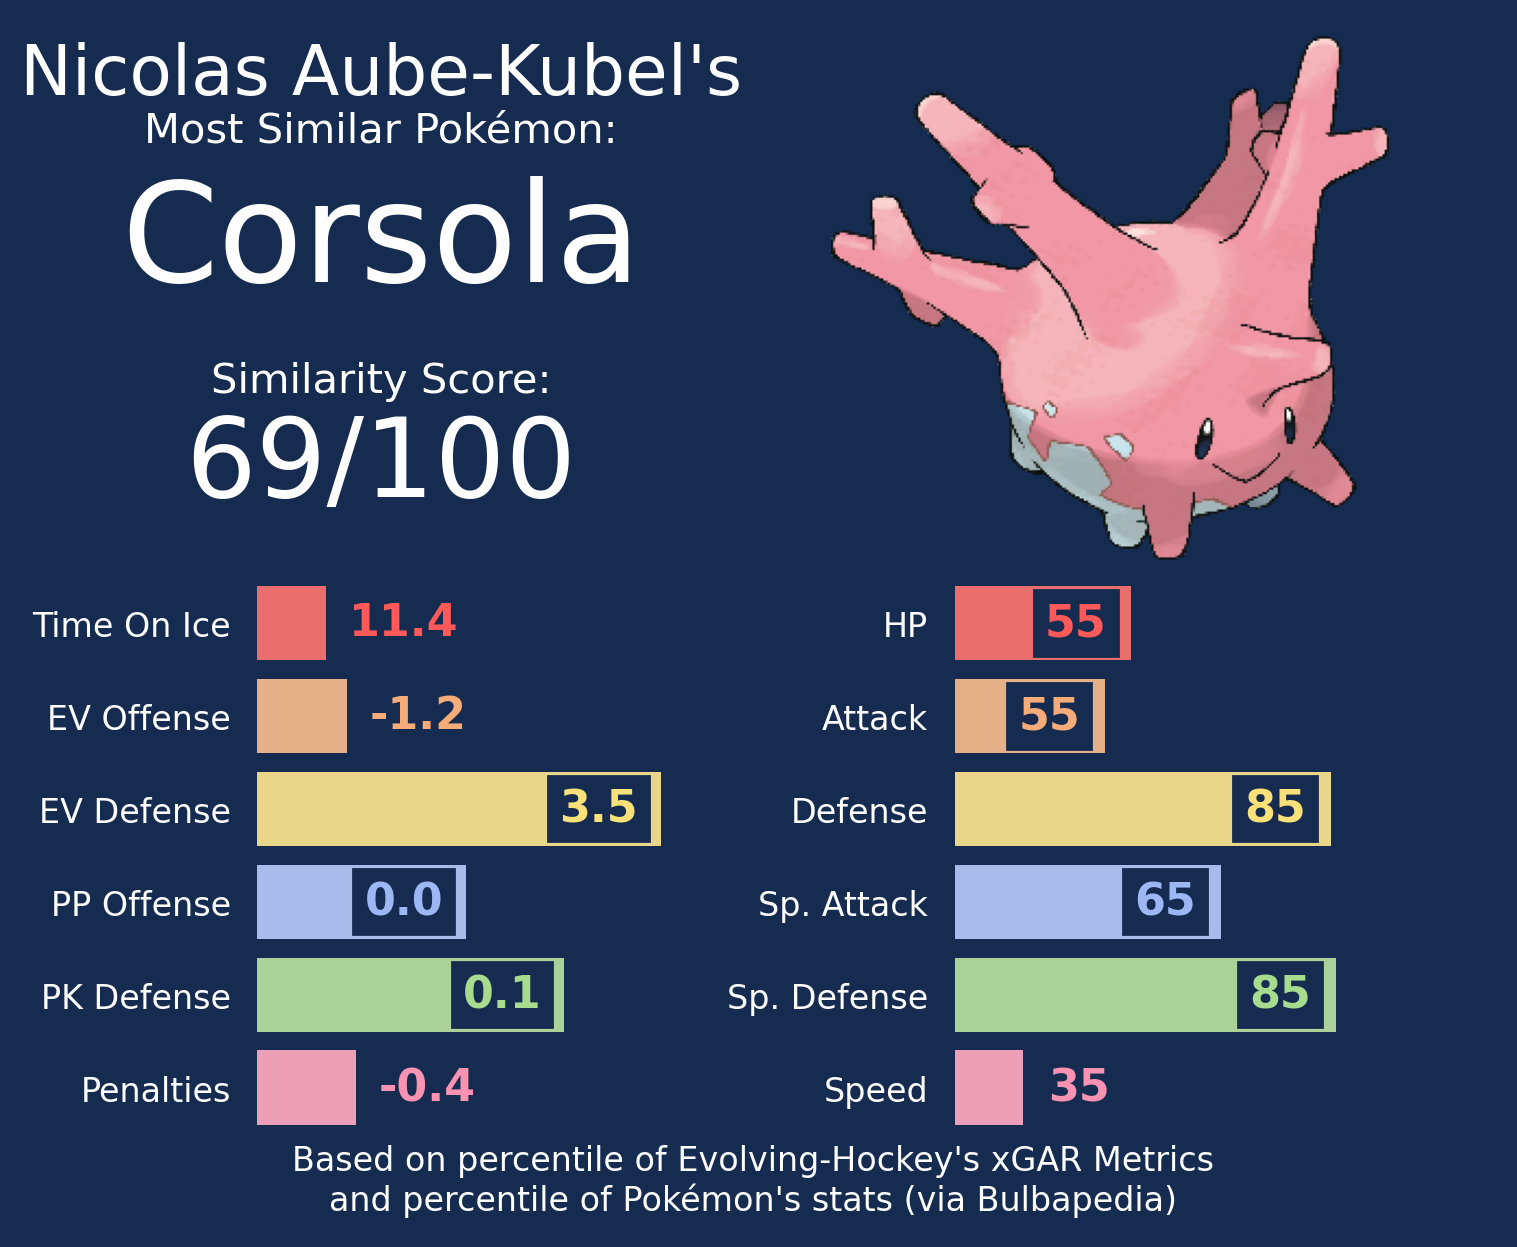 Nicolas Aube-Kubel's
Most Similar Pokémon:
Corsola
Similarity Score:
69/100
Time On Ice 11.4
EV Offense -1.2
EV Defense 3.5
PP Offense 0.0
PK Defense 0.1
Penalties -0.4
HP 55
Attack 55
Defense 85
Sp. Attack 65
Sp. Defense 85
Speed 35
Based on percentile of Evolving-Hockey's xGAR Metrics
and percentile of Pokémon's stats (via Bulbapedia)